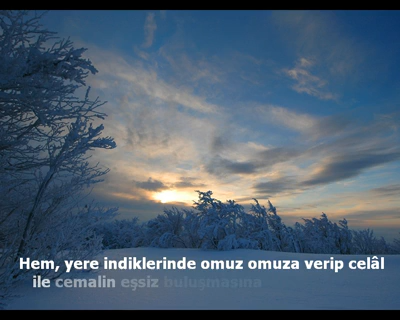 Hem, yere indiklerinde omuz omuza verip celâl
ile cemalin eşsiz buluşmasına